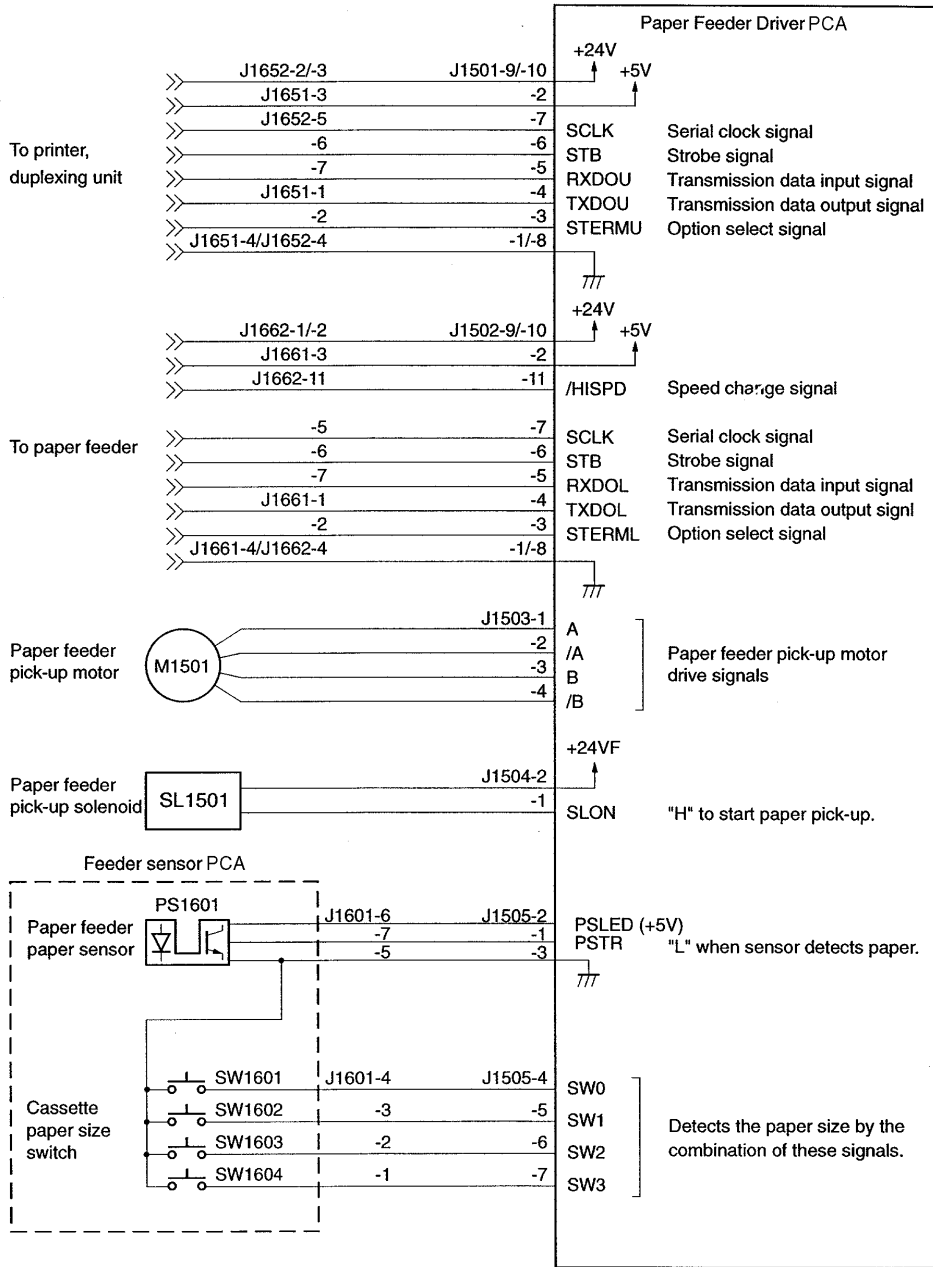 Paper Feeder Driver PCA
+24V
J1652-2/-3 J1501-9/-10 +5V
J1651-3 -2
J1652-5 -7 SCLK Serial clock signal
To printer, duplexing unit
-6 -6 STB Strobe signal
-7 -5 RXDOU Transmission data input signal
J1651-1 -4 TXDOU Transmission data output signal
-2 -3 STERMU Option select signal
J1651-4/J1652-4 -1/-8
+24V
J1662-1/-2 J1502-9/-10 +5V
J1661-3 -2
J1662-11 -11 /HISPD Speed change signal
To paper feeder
-5 -7 SCLK Serial clock signal
-6 -6 STB Strobe signal
-7 -5 RXDOL Transmission data input signal
J1661-1 -4 TXDOL Transmission data output signl
-2 -3 STERML Option select signal
J1661-4/J1662-4 -1/-8
Paper feeder pick-up motor
M1501
J1503-1 A
-2 /A
-3 B
-4 /B
Paper feeder pick-up motor drive signals
+24VF
Paper feeder pick-up solenoid
SL1501
J1504-2
-1 SLON "H" to start paper pick-up.
Feeder sensor PCA
PS1601
Paper feeder paper sensor
J1601-6 J1505-2 PSLED (+5V)
-7 -1 PSTR "L" when sensor detects paper.
-5 -3
Cassette paper size switch
SW1601 J1601-4 J1505-4 SW0
SW1602 -3 -5 SW1
SW1603 -2 -6 SW2
SW1604 -1 -7 SW3
Detects the paper size by the combination of these signals.